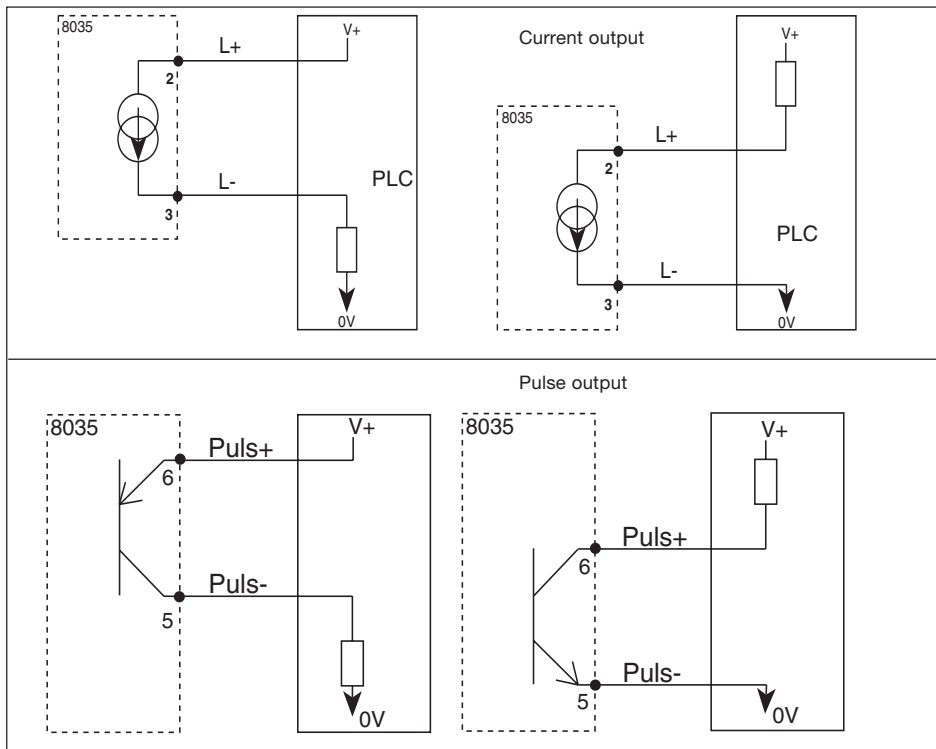 Current output
8035
L+
2
V+
L-
3
PLC
0V
8035
L+
2
V+
L-
3
PLC
0V
Pulse output
8035
Puls+
6
V+
Puls-
5
0V
8035
Puls+
6
V+
Puls-
5
0V